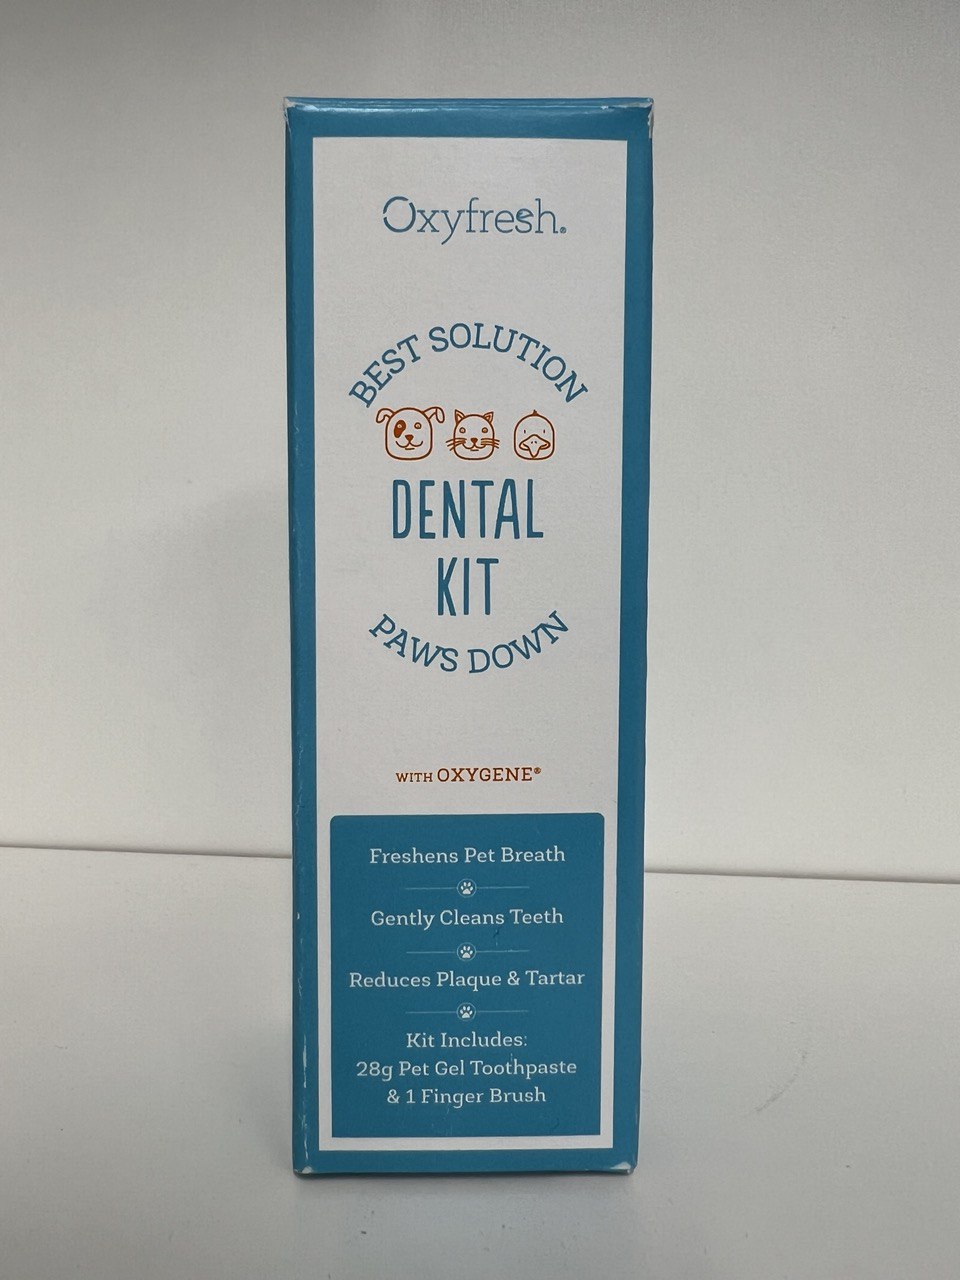 Oxyfresh®
BEST SOLUTION
DENTAL
KIT
PAWS DOWN
WITH OXYGENE®
Freshens Pet Breath
Gently Cleans Teeth
Reduces Plaque & Tartar
Kit Includes:
28g Pet Gel Toothpaste
& 1 Finger Brush